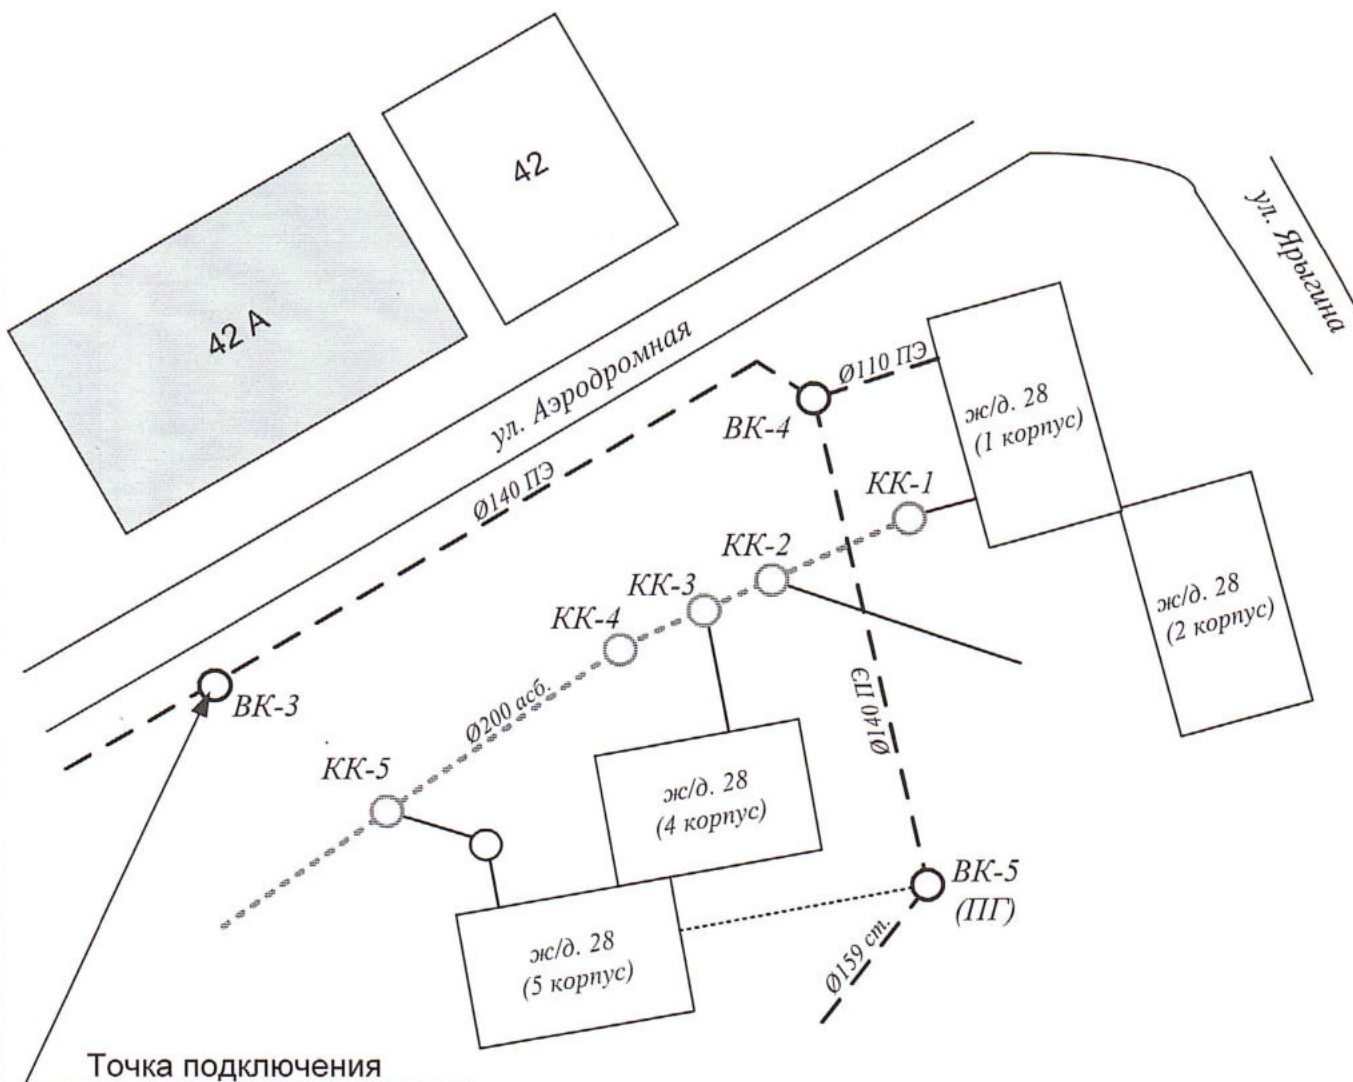 42
42 А
ул. Ярыгина
ул. Аэродромная
Ø110 ПЭ
ВК-4
ж/д. 28
(1 корпус)
Ø140 ПЭ
КК-1
КК-2
КК-3
КК-4
ж/д. 28
(2 корпус)
ВК-3
Ø200 асб.
Ø140 ПЭ
КК-5
ж/д. 28
(4 корпус)
ВК-5
(ПГ)
ж/д. 28
(5 корпус)
Ø159 ст.
Точка подключения